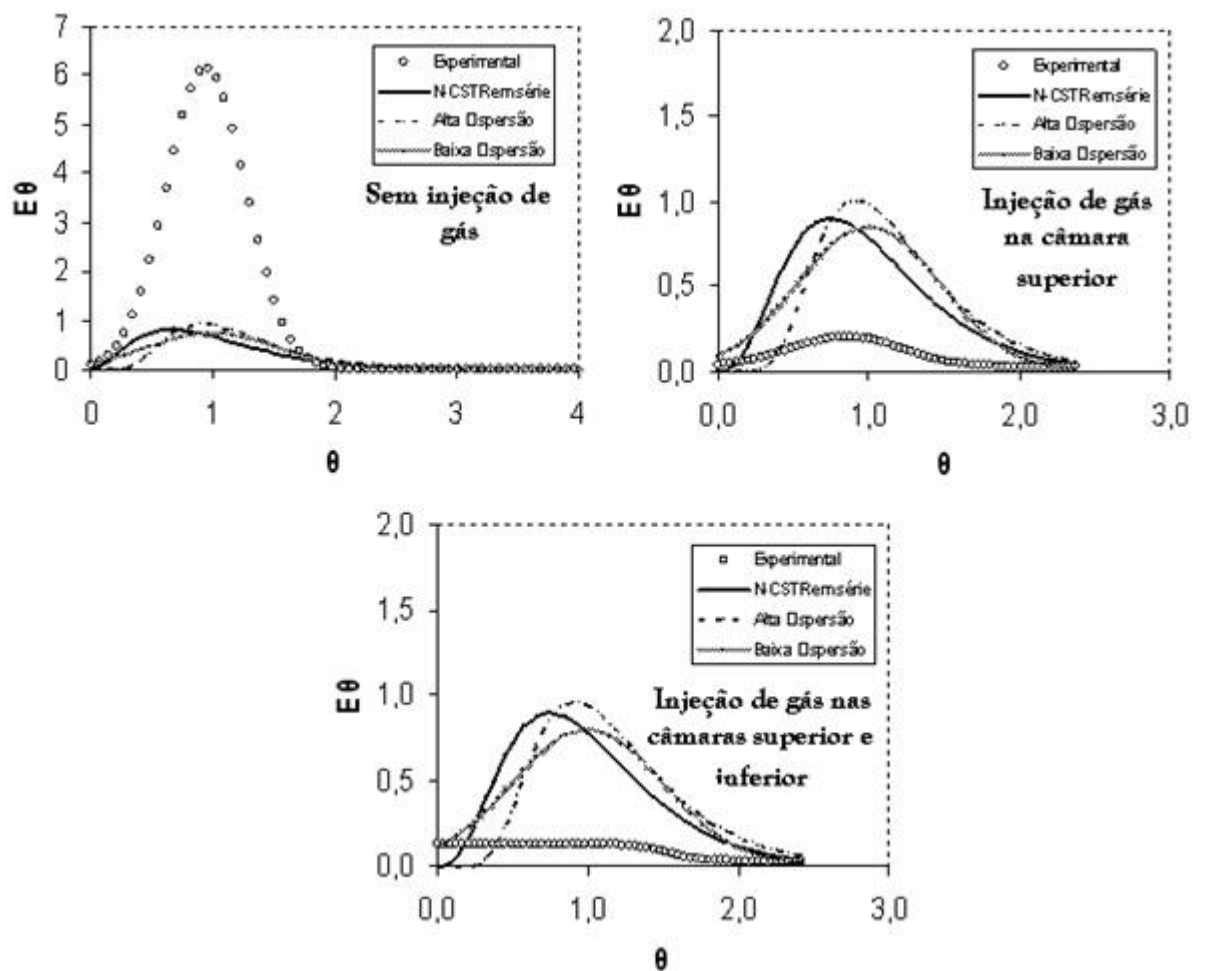 7
6
5
4
3
2
1
0
Eθ
Experimental
N-CSTRemsérie
Alta Dispersão
Baixa Dispersão
Sem injeção de
gás
0 1 2 3 4
θ
2,0
1,5
1,0
0,5
0,0
Eθ
Experimental
N-CSTRemsérie
Alta Dispersão
Baixa Dispersão
Injeção de gás
na câmara
superior
0,0 1,0 2,0 3,0
θ
2,0
1,5
1,0
0,5
0,0
Eθ
Experimental
N-CSTRemsérie
Alta Dispersão
Baixa Dispersão
Injeção de gás nas
câmaras superior e
inferior
0,0 1,0 2,0 3,0
θ